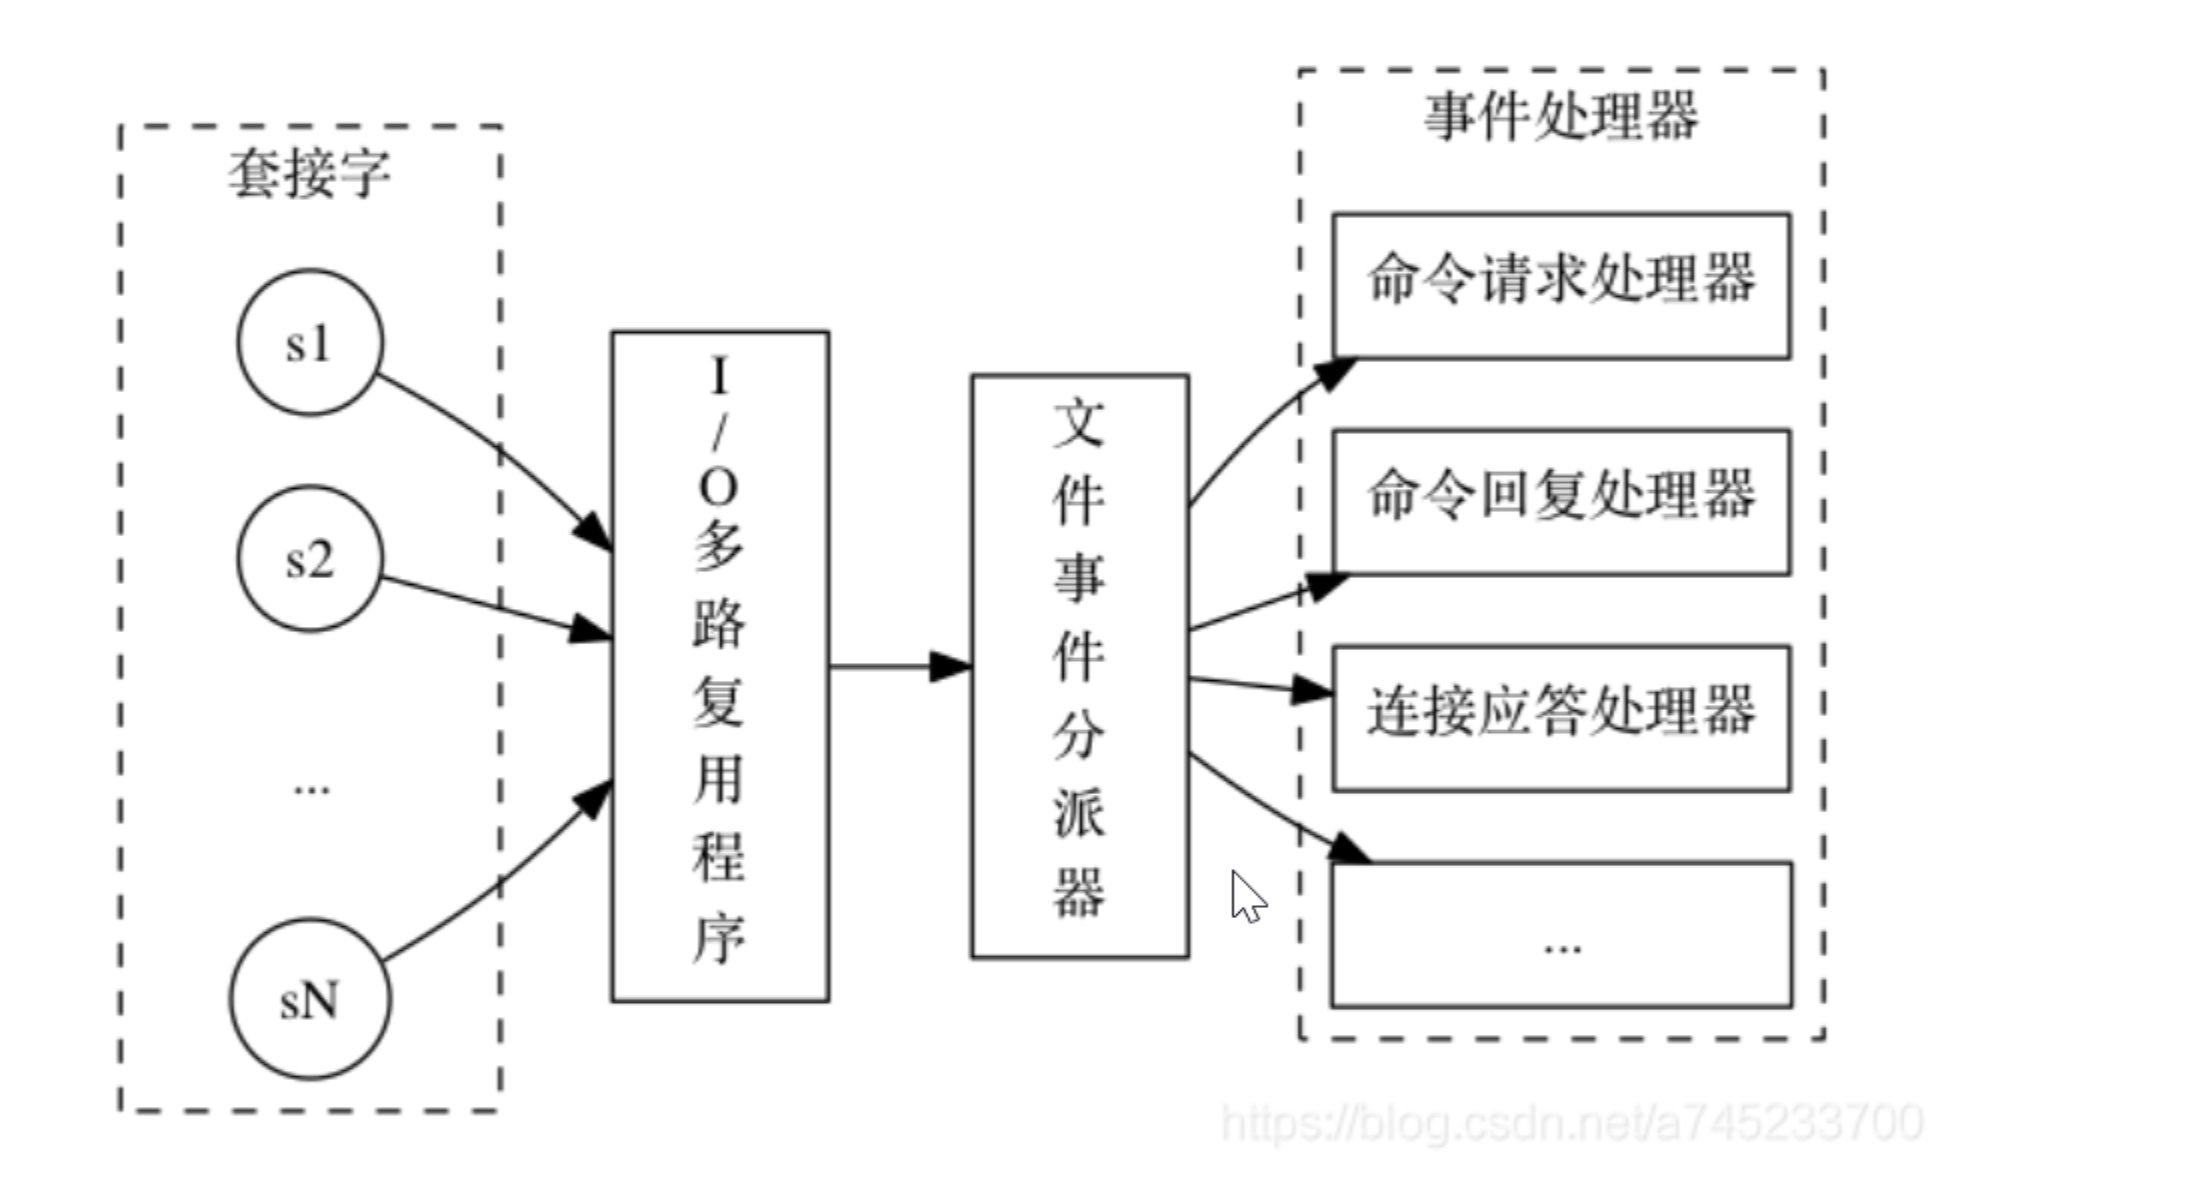 套接字
s1
s2
...
sN
I/O多路复用程序
文件事件分派器
事件处理器
命令请求处理器
命令回复处理器
连接应答处理器
...
https://blog.csdn.net/a745233700